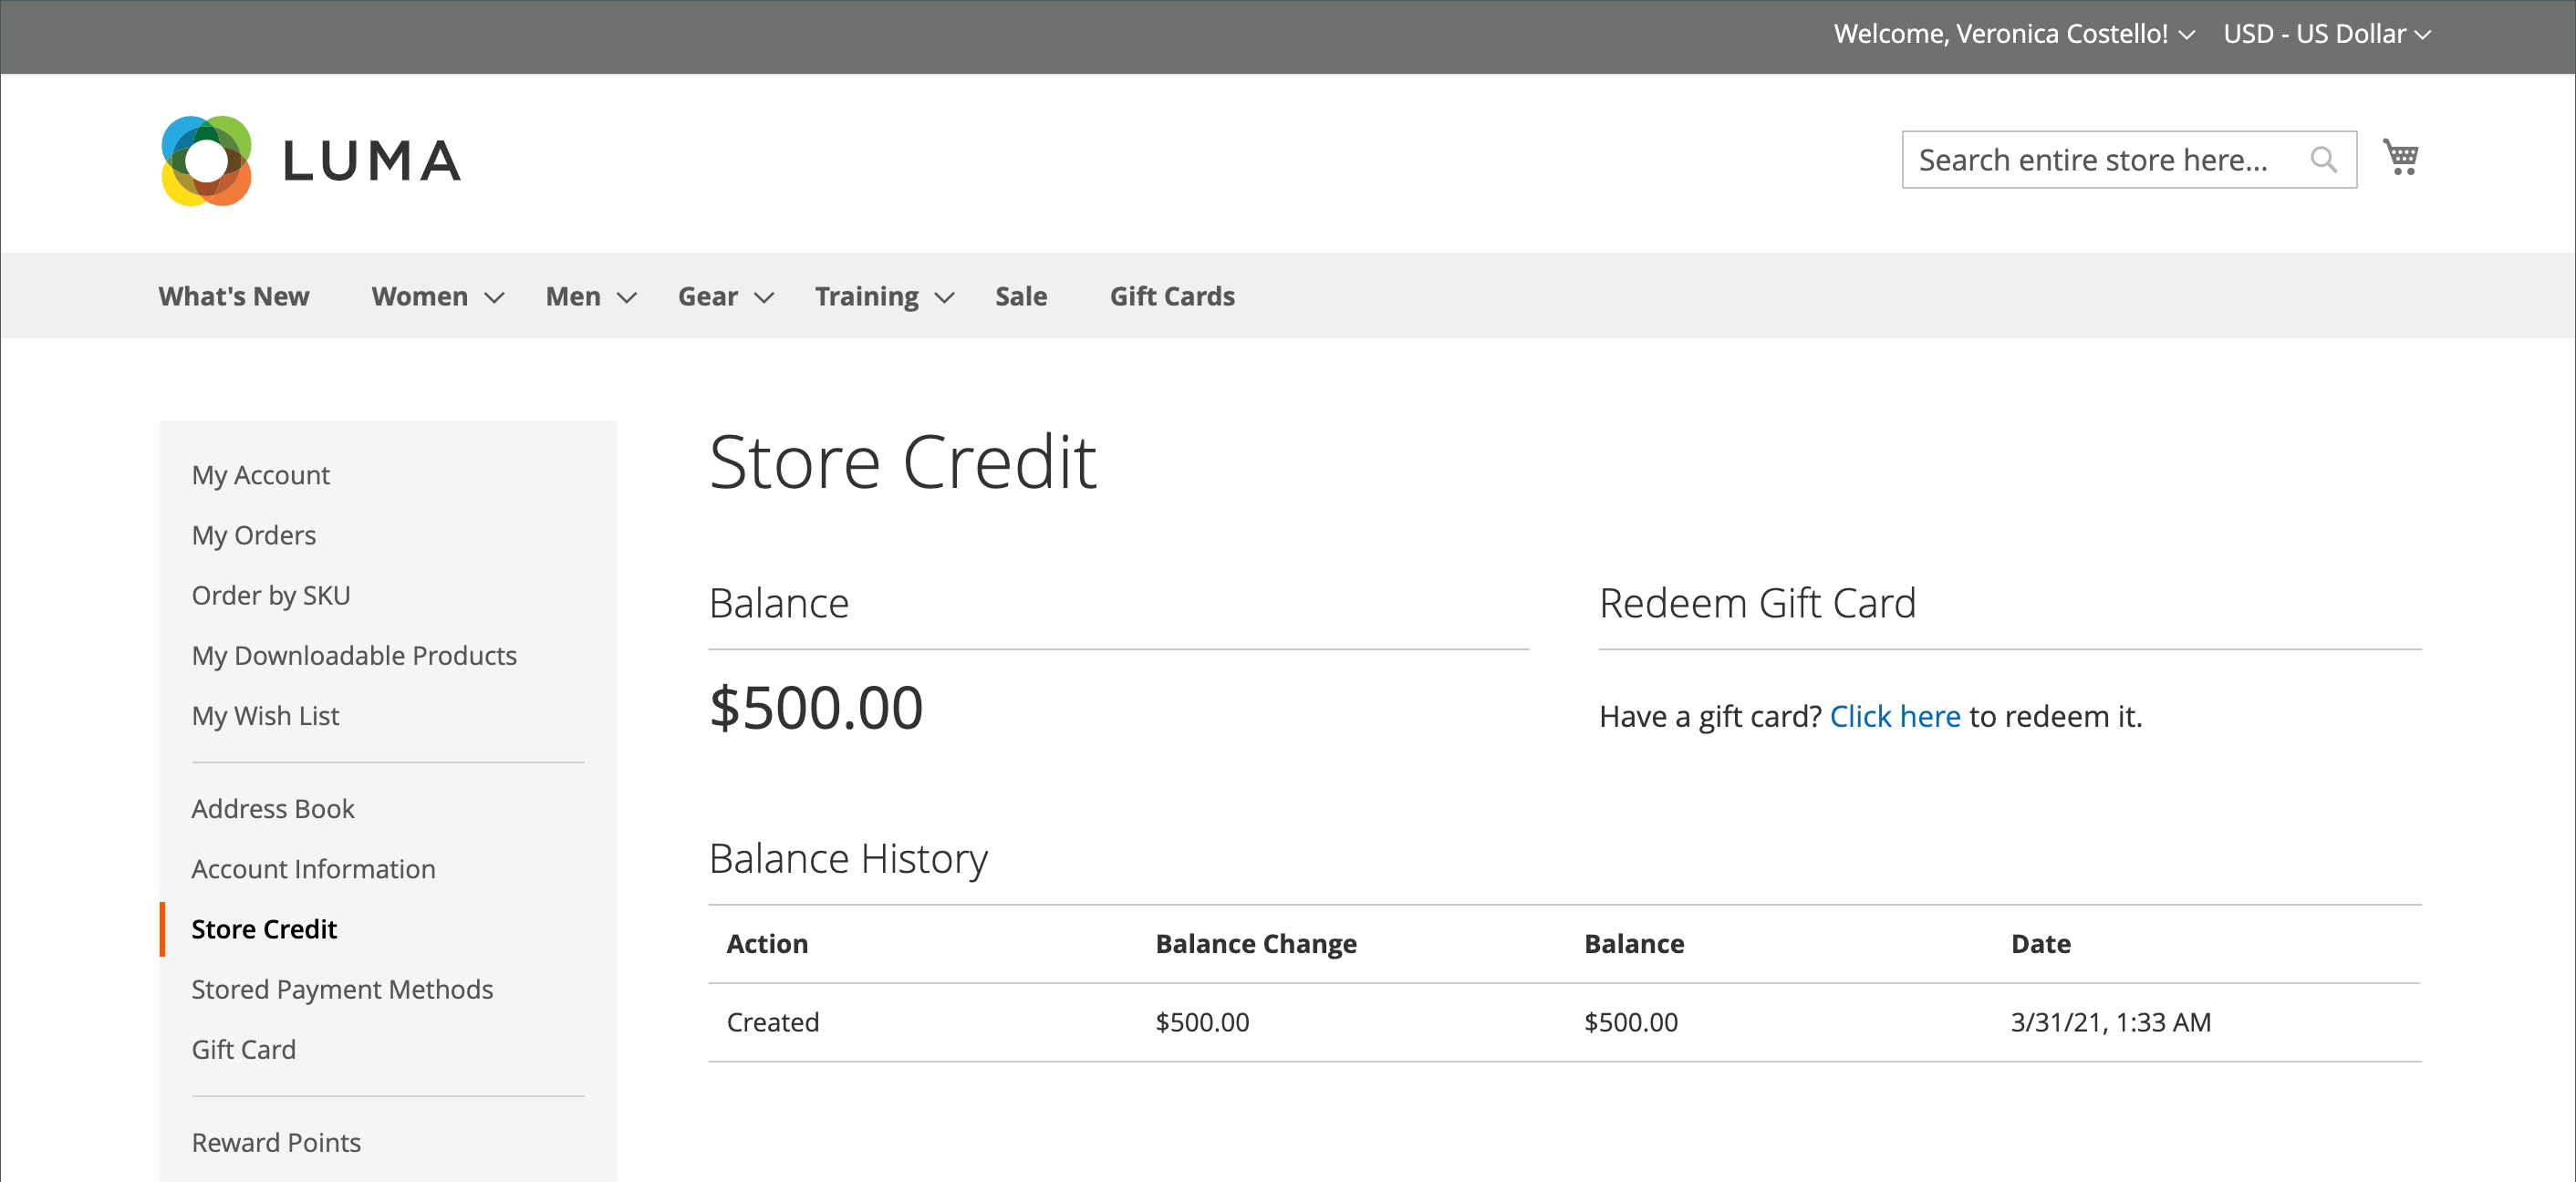 Welcome, Veronica Costello! USD - US Dollar
LUMA
Search entire store here...
What's New Women Men Gear Training Sale Gift Cards
My Account
My Orders
Order by SKU
My Downloadable Products
My Wish List
Address Book
Account Information
Store Credit
Stored Payment Methods
Gift Card
Reward Points
Store Credit
Balance
$500.00
Redeem Gift Card
Have a gift card? Click here to redeem it.
Balance History
Action Balance Change Balance Date
Created $500.00 $500.00 3/31/21, 1:33 AM